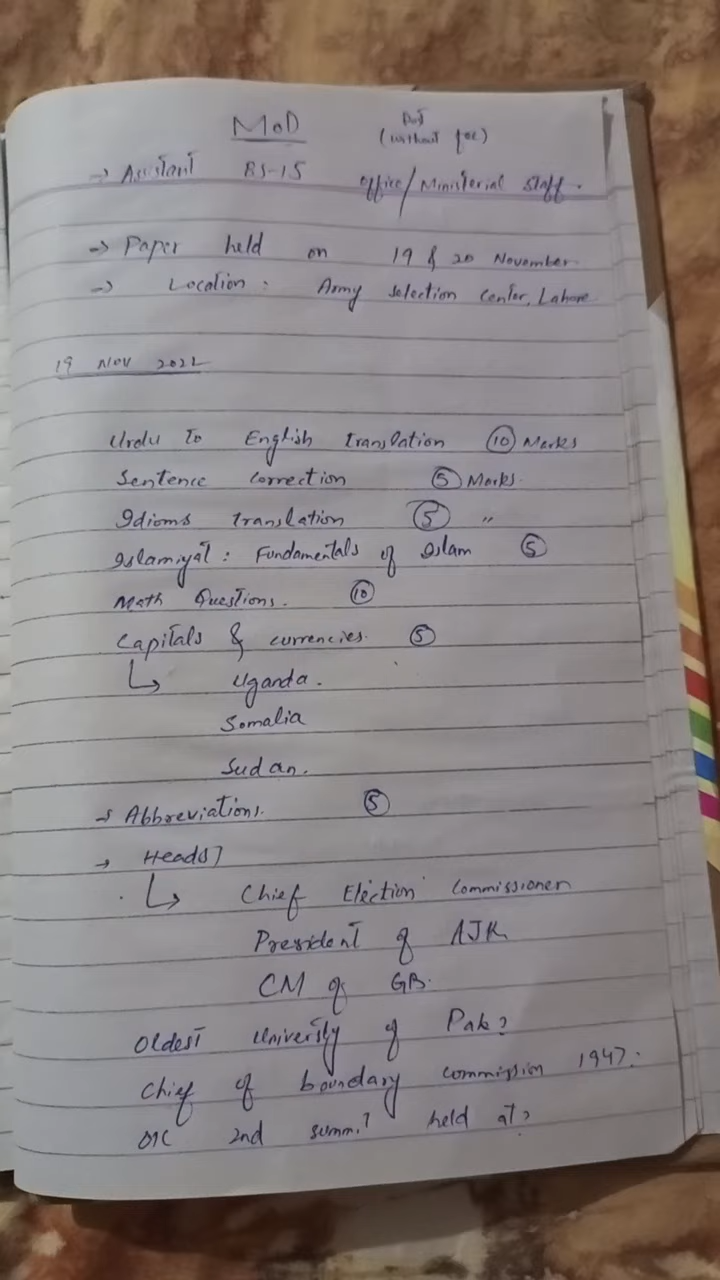 MOD
(without fee)
→ Assistant BS-15 office/Ministerial staff.
→ Paper held on 19 & 20 November
→ Location: Army selection center, Lahore
19 Nov 2022
Urdu to English translation 10 Marks
Sentence correction 5 Marks.
Idioms translation 5 "
Islamiyat: Fundamentals of Islam 5
Math Questions. 10
Capitals & currencies. 5
↳ Uganda.
Somalia
Sudan.
→ Abbreviations. 5
→ Heads?
↳ Chief Election Commissioner
President of AJK
CM of GB.
Oldest University of Pak?
Chief of boundary commission 1947:
OIC 2nd summit held at?